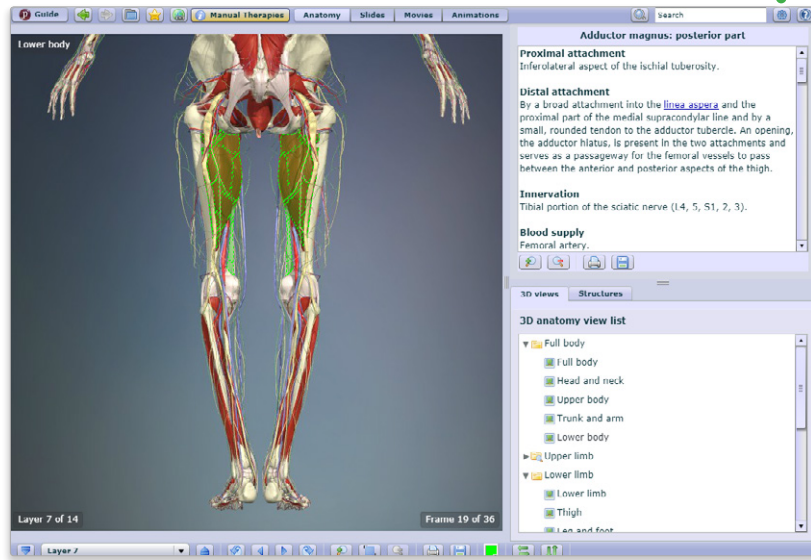 Guide
Manual Therapies
Anatomy
Slides
Movies
Animations
Search
Lower body
Layer 7 of 14
Frame 19 of 36
Layer 7
Adductor magnus: posterior part
Proximal attachment
Inferolateral aspect of the ischial tuberosity.
Distal attachment
By a broad attachment into the linea aspera and the
proximal part of the medial supracondylar line and by a
small, rounded tendon to the adductor tubercle. An opening,
the adductor hiatus, is present in the two attachments and
serves as a passageway for the femoral vessels to pass
between the anterior and posterior aspects of the thigh.
Innervation
Tibial portion of the sciatic nerve (L4, 5, S1, 2, 3).
Blood supply
Femoral artery.
3D views
Structures
3D anatomy view list
Full body
Full body
Head and neck
Upper body
Trunk and arm
Lower body
Upper limb
Lower limb
Lower limb
Thigh
Leg and foot